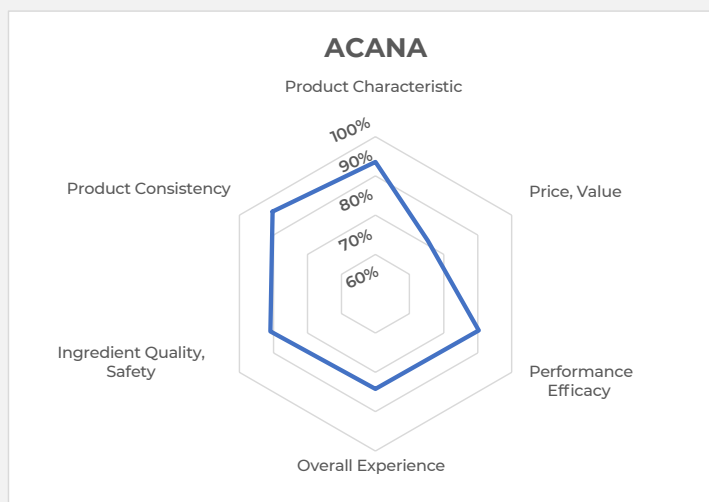 ACANA
Product Characteristic
100%
90%
80%
70%
60%
Product Consistency
Price, Value
Ingredient Quality,
Safety
Performance
Efficacy
Overall Experience